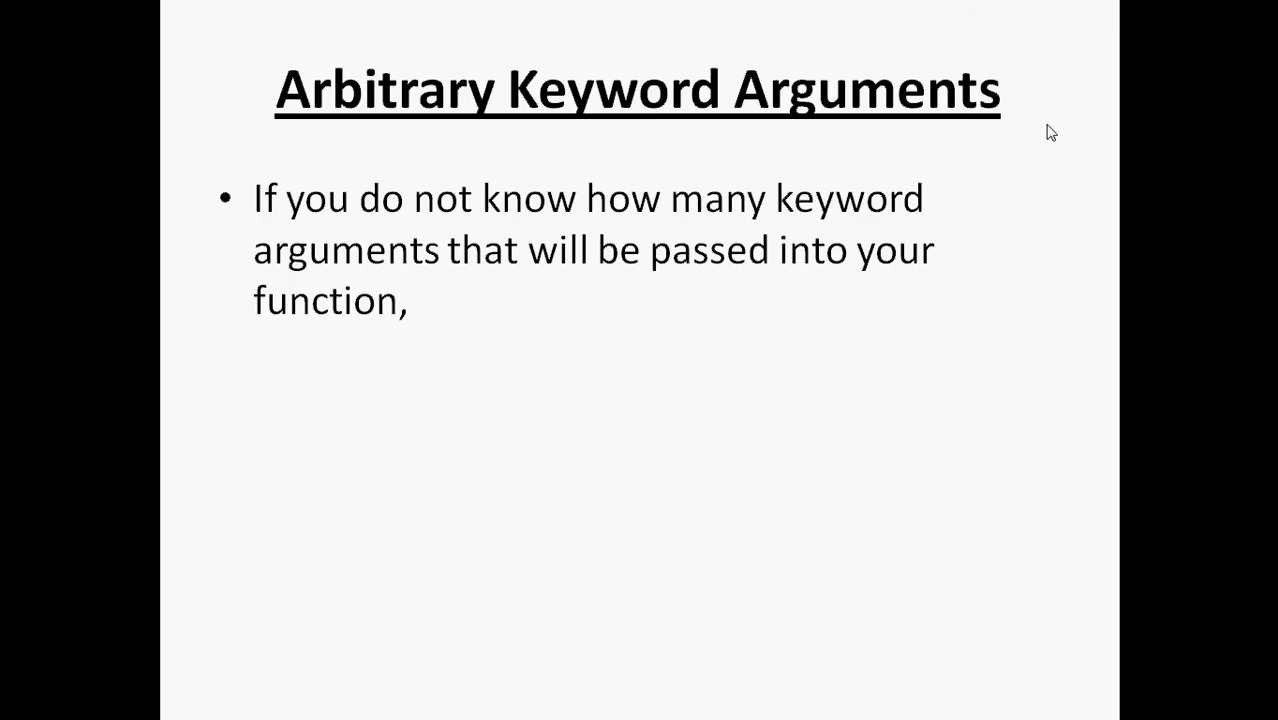 Arbitrary Keyword Arguments
• If you do not know how many keyword
arguments that will be passed into your
function,